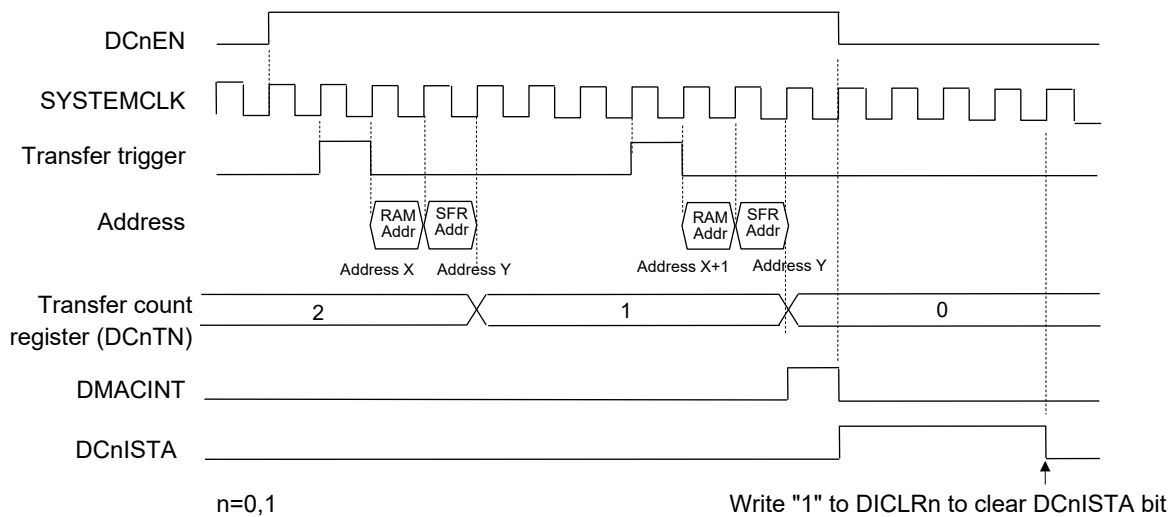 DCnEN
SYSTEMCLK
Transfer trigger
Address
RAM
Addr
SFR
Addr
RAM
Addr
SFR
Addr
Address X
Address Y
Address X+1
Address Y
Transfer count
register (DCnTN)
2
1
0
DMACINT
DCnISTA
n=0,1
Write "1" to DICLRn to clear DCnISTA bit